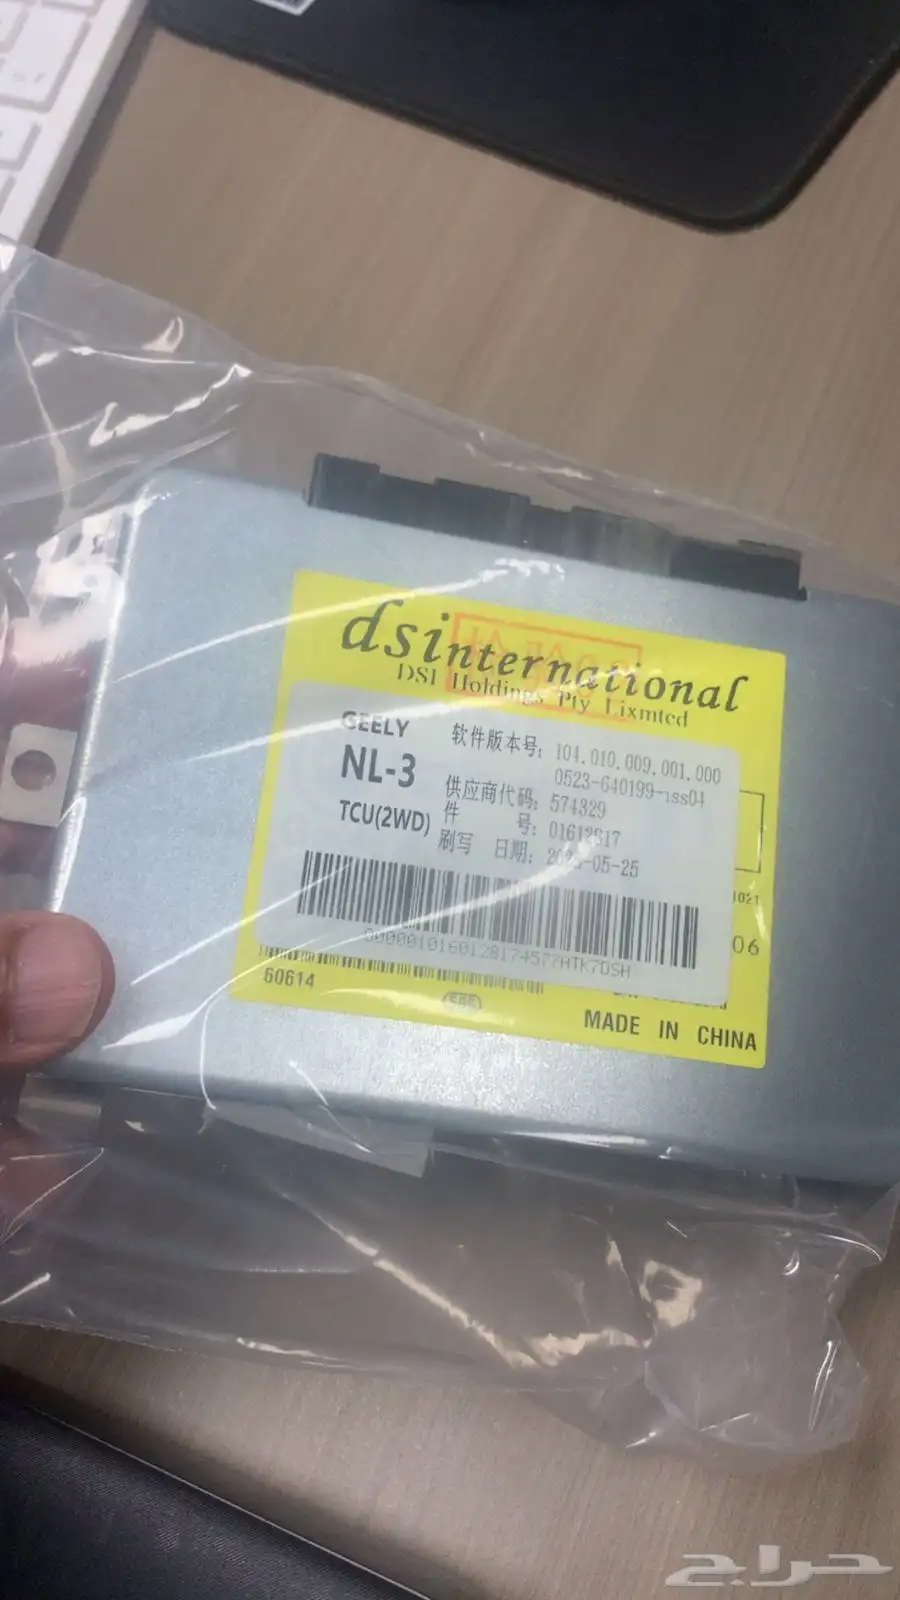 dsinternational
DSI Holdings Pty Lixmted
GEELY
NL-3
TCU(2WD)
软件版本号: 104.010.009.001.000
0523-640199-iss04
供应商代码: 574329
件 号:
刷写 日期:
1021
06
60614
MADE IN CHINA
حراج